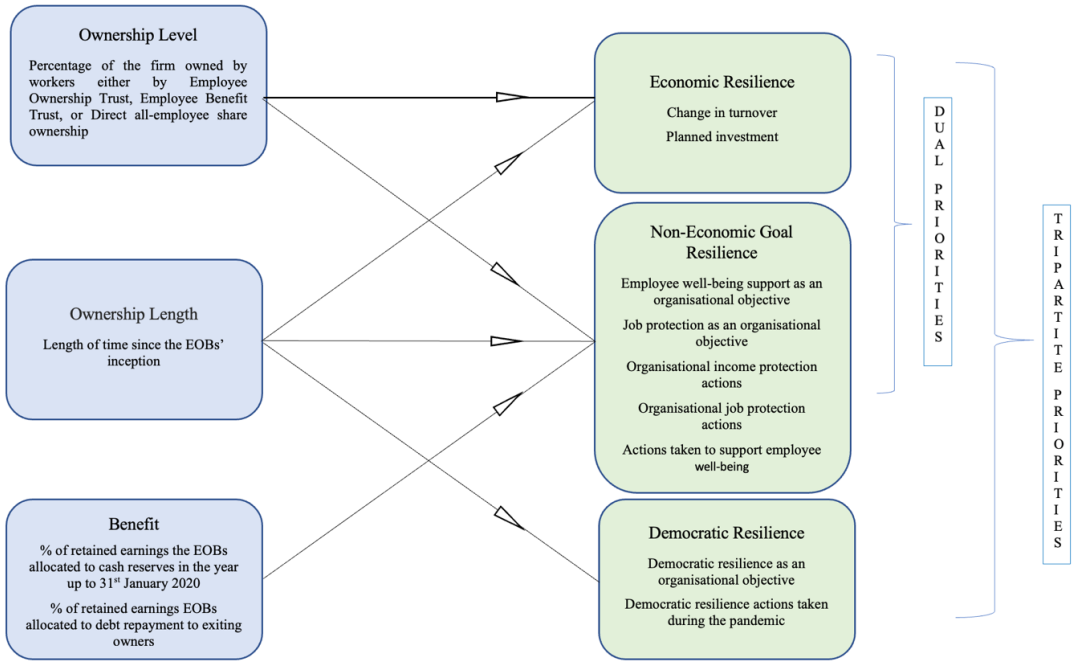 Ownership Level
Percentage of the firm owned by
workers either by Employee
Ownership Trust, Employee Benefit
Trust, or Direct all-employee share
ownership
Ownership Length
Length of time since the EOBs’
inception
Benefit
% of retained earnings the EOBs
allocated to cash reserves in the year
up to 31st January 2020
% of retained earnings EOBs
allocated to debt repayment to exiting
owners
Economic Resilience
Change in turnover
Planned investment
Non-Economic Goal
Resilience
Employee well-being support as an
organisational objective
Job protection as an organisational
objective
Organisational income protection
actions
Organisational job protection
actions
Actions taken to support employee
well-being
Democratic Resilience
Democratic resilience as an
organisational objective
Democratic resilience actions taken
during the pandemic
DUAL PRIORITIES
TRIPARTITE PRIORITIES